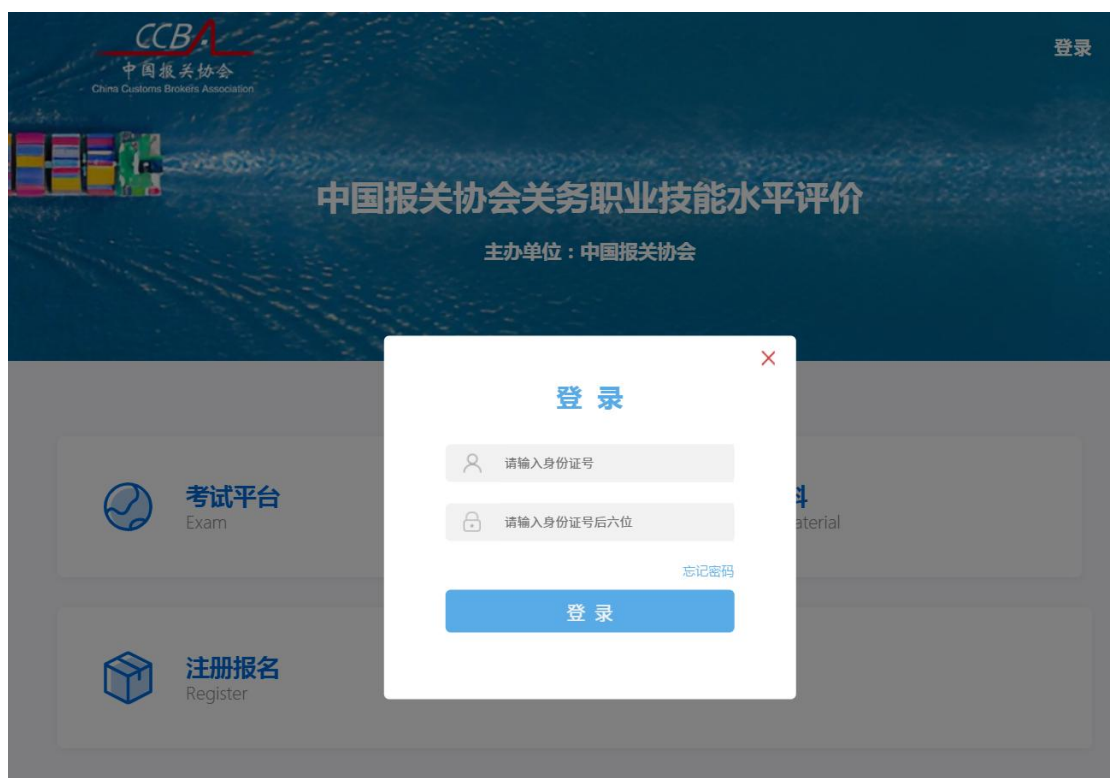 CCBA
中国报关协会
China Customs Brokers Association
登录
中国报关协会关务职业技能水平评价
主办单位：中国报关协会
登 录
请输入身份证号
请输入身份证号后六位
忘记密码
登 录
考试平台
Exam
料
aterial
注册报名
Register